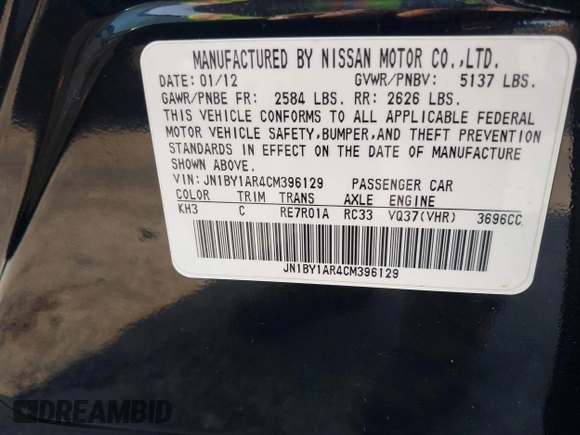 MANUFACTURED BY NISSAN MOTOR CO.,LTD.
DATE: 01/12 GVWR/PNBV: 5137 LBS.
GAWR/PNBE FR: 2584 LBS. RR: 2626 LBS.
THIS VEHICLE CONFORMS TO ALL APPLICABLE FEDERAL
MOTOR VEHICLE SAFETY,BUMPER,AND THEFT PREVENTION
STANDARDS IN EFFECT ON THE DATE OF MANUFACTURE
SHOWN ABOVE.
VIN: JN1BY1AR4CM396129 PASSENGER CAR
COLOR TRIM TRANS AXLE ENGINE
KH3 C RE7R01A RC33 VQ37(VHR) 3696CC
JN1BY1AR4CM396129
DREAMBID